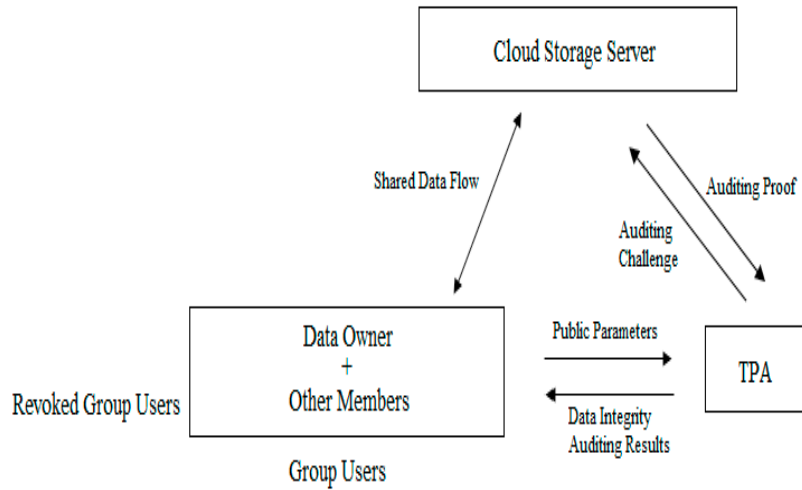 Cloud Storage Server
Shared Data Flow
Auditing Proof
Auditing
Challenge
Data Owner
+
Other Members
Public Parameters
TPA
Revoked Group Users
Data Integrity
Auditing Results
Group Users